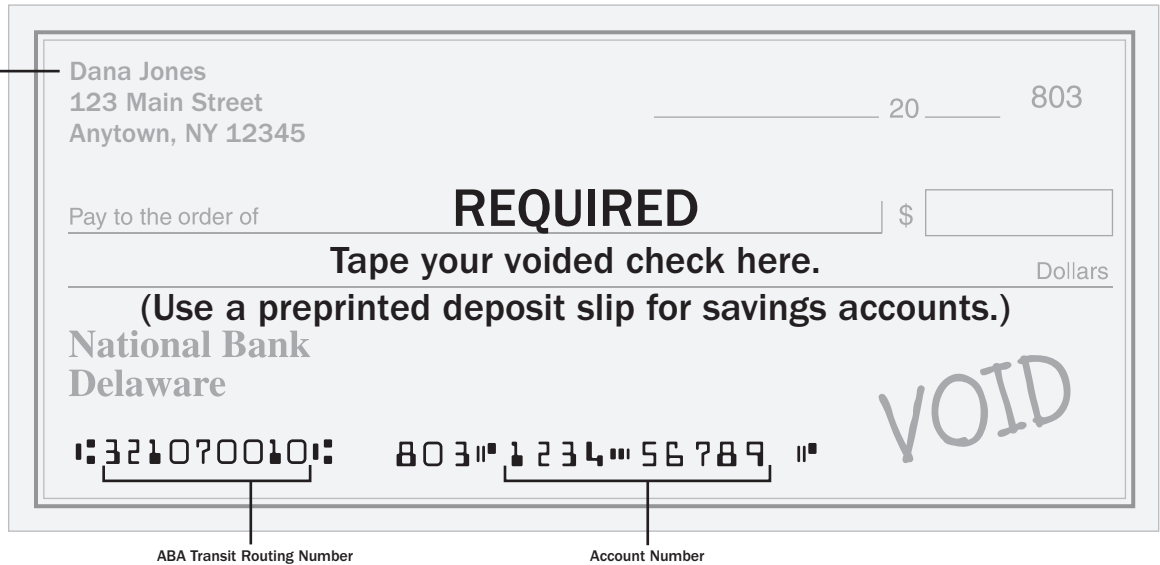 Dana Jones
123 Main Street
Anytown, NY 12345
20 803
Pay to the order of REQUIRED $
Tape your voided check here.
Dollars
(Use a preprinted deposit slip for savings accounts.)
National Bank
Delaware
VOID
⑆321070010⑆ 803⑈1234⑉56789 ⑈
ABA Transit Routing Number Account Number